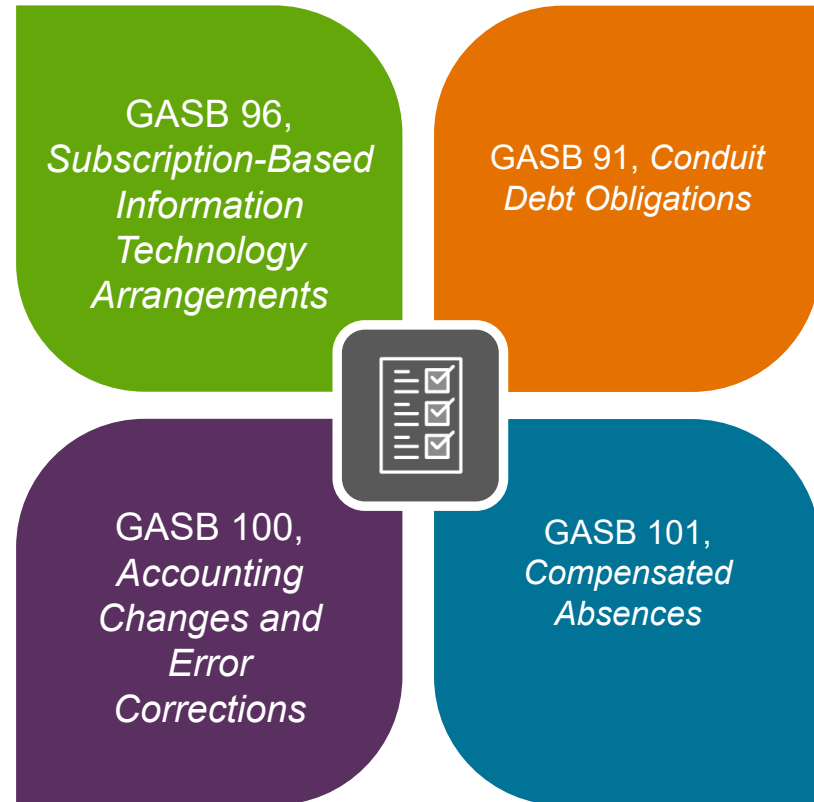 GASB 96,
Subscription-Based
Information
Technology
Arrangements
GASB 91, Conduit
Debt Obligations
GASB 100,
Accounting
Changes and
Error
Corrections
GASB 101,
Compensated
Absences